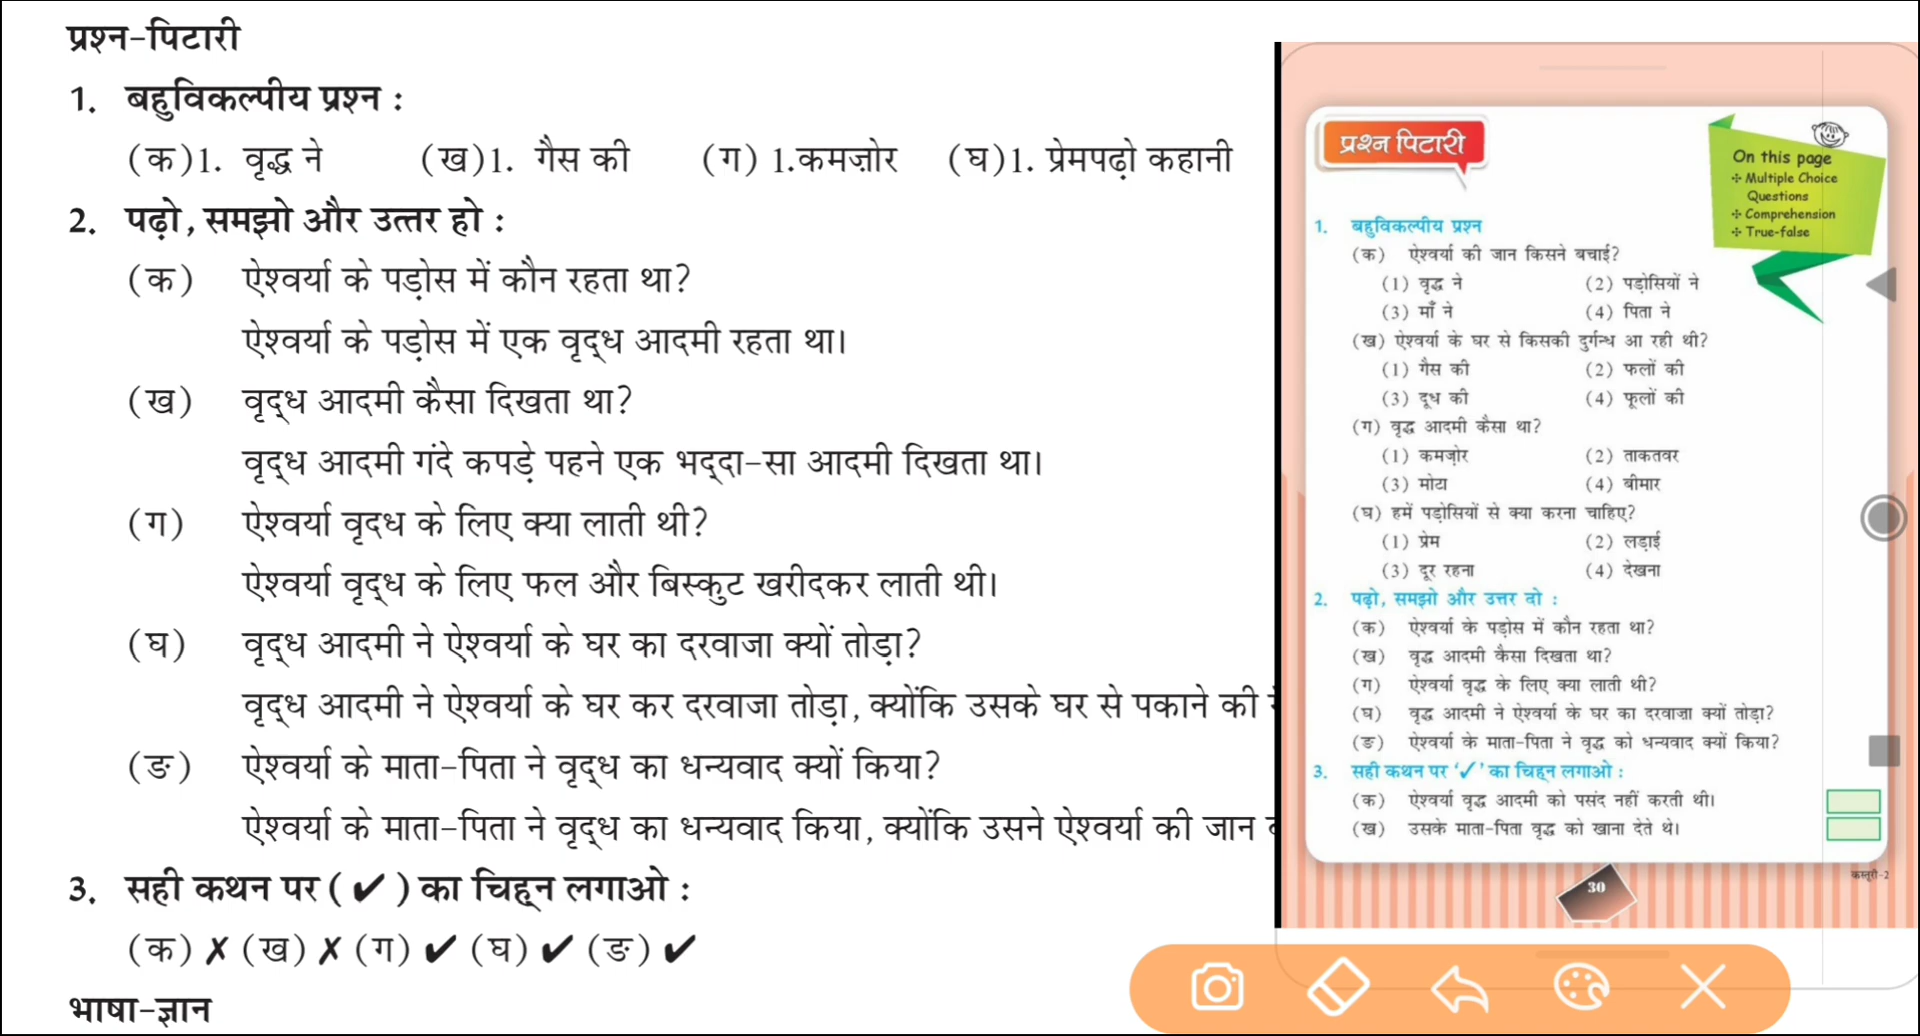 प्रश्न-पिटारी
1. बहुविकल्पीय प्रश्न :
(क)1. वृद्ध ने (ख)1. गैस की (ग) 1.कमज़ोर (घ)1. प्रेमपढ़ो कहानी
2. पढ़ो, समझो और उत्तर हो :
(क) ऐश्वर्या के पड़ोस में कौन रहता था?
ऐश्वर्या के पड़ोस में एक वृद्ध आदमी रहता था।
(ख) वृद्ध आदमी कैसा दिखता था?
वृद्ध आदमी गंदे कपड़े पहने एक भद्दा-सा आदमी दिखता था।
(ग) ऐश्वर्या वृदध के लिए क्या लाती थी?
ऐश्वर्या वृद्ध के लिए फल और बिस्कुट खरीदकर लाती थी।
(घ) वृद्ध आदमी ने ऐश्वर्या के घर का दरवाजा क्यों तोड़ा?
वृद्ध आदमी ने ऐश्वर्या के घर कर दरवाजा तोड़ा, क्योंकि उसके घर से पकाने की
(ङ) ऐश्वर्या के माता-पिता ने वृद्ध का धन्यवाद क्यों किया?
ऐश्वर्या के माता-पिता ने वृद्ध का धन्यवाद किया, क्योंकि उसने ऐश्वर्या की जान
3. सही कथन पर ( ✔ ) का चिह्न लगाओ :
(क) ✗ (ख) ✗ (ग) ✔ (घ) ✔ (ङ) ✔
भाषा-ज्ञान
प्रश्न पिटारी
On this page
✢ Multiple Choice
Questions
✢ Comprehension
✢ True-false
1. बहुविकल्पीय प्रश्न
(क) ऐश्वर्या की जान किसने बचाई?
(1) वृद्ध ने (2) पड़ोसियों ने
(3) माँ ने (4) पिता ने
(ख) ऐश्वर्या के घर से किसकी दुर्गन्ध आ रही थी?
(1) गैस की (2) फलों की
(3) दूध की (4) फूलों की
(ग) वृद्ध आदमी कैसा था?
(1) कमज़ोर (2) ताकतवर
(3) मोटा (4) बीमार
(घ) हमें पड़ोसियों से क्या करना चाहिए?
(1) प्रेम (2) लड़ाई
(3) दूर रहना (4) देखना
2. पढ़ो, समझो और उत्तर दो :
(क) ऐश्वर्या के पड़ोस में कौन रहता था?
(ख) वृद्ध आदमी कैसा दिखता था?
(ग) ऐश्वर्या वृद्ध के लिए क्या लाती थी?
(घ) वृद्ध आदमी ने ऐश्वर्या के घर का दरवाजा क्यों तोड़ा?
(ङ) ऐश्वर्या के माता-पिता ने वृद्ध को धन्यवाद क्यों किया?
3. सही कथन पर '✓' का चिह्न लगाओ :
(क) ऐश्वर्या वृद्ध आदमी को पसंद नहीं करती थी।
(ख) उसके माता-पिता वृद्ध को खाना देते थे।
30
कस्तूरी-2